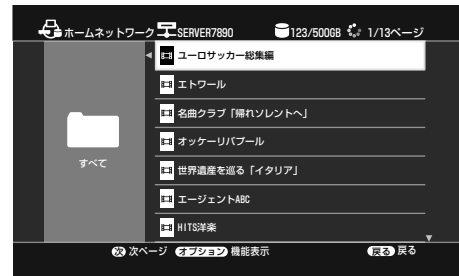 ホームネットワーク SERVER7890 123/500GB 1/13ページ
ユーロサッカー総集編
エトワール
名曲クラブ「帰れソレントへ」
オッケーリバプール
すべて
世界遺産を巡る「イタリア」
エージェントABC
HITS洋楽
次 次ページ オプション 機能表示 戻る 戻る